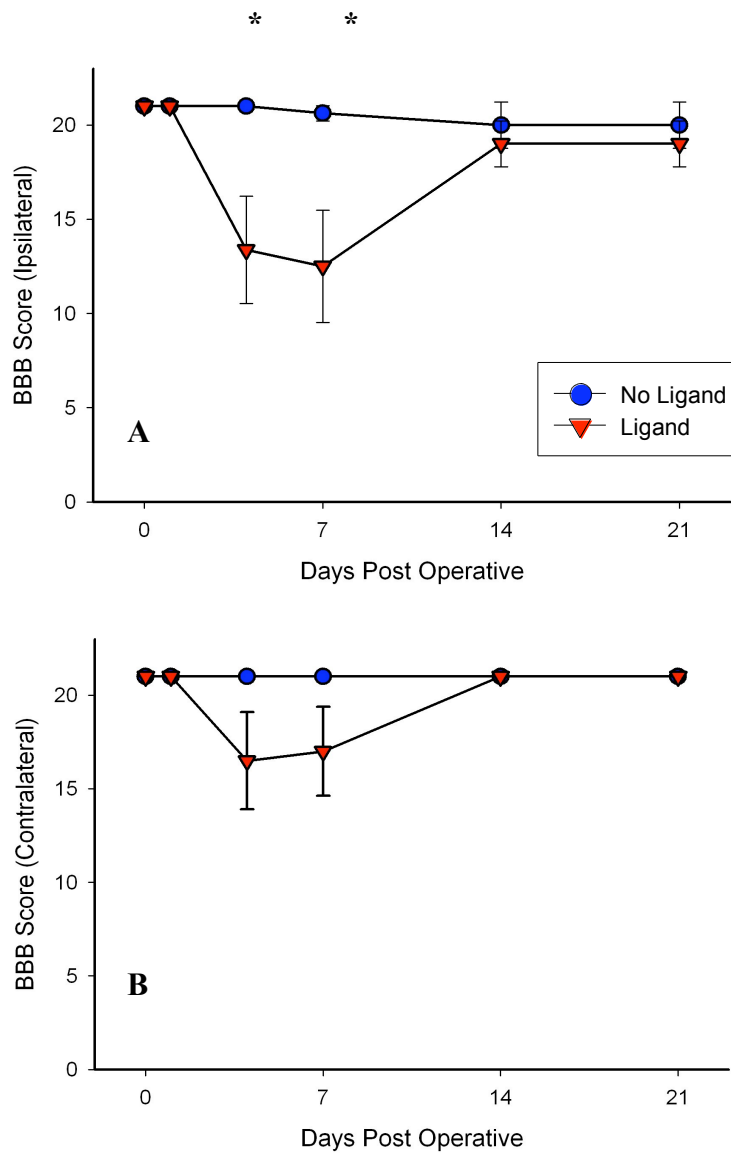 * *
20
15
10
5
0
BBB Score (Ipsilateral)
No Ligand
Ligand
A
0 7 14 21
Days Post Operative
20
15
10
5
0
BBB Score (Contralateral)
B
0 7 14 21
Days Post Operative